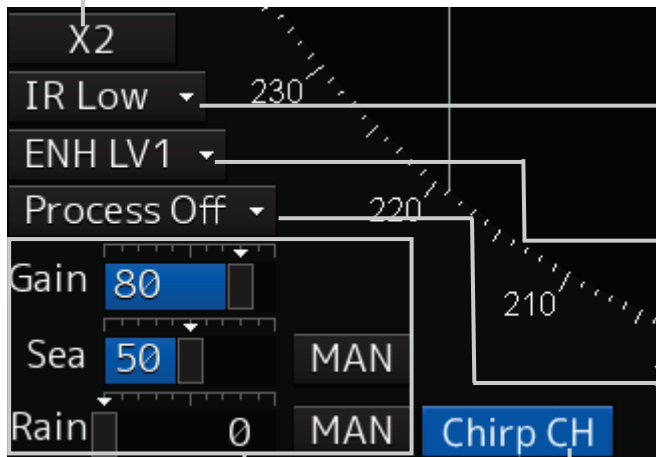 X2
IR Low
230
ENH LV1
Process Off
220
Gain 80
210
Sea 50 MAN
Rain 0 MAN Chirp CH